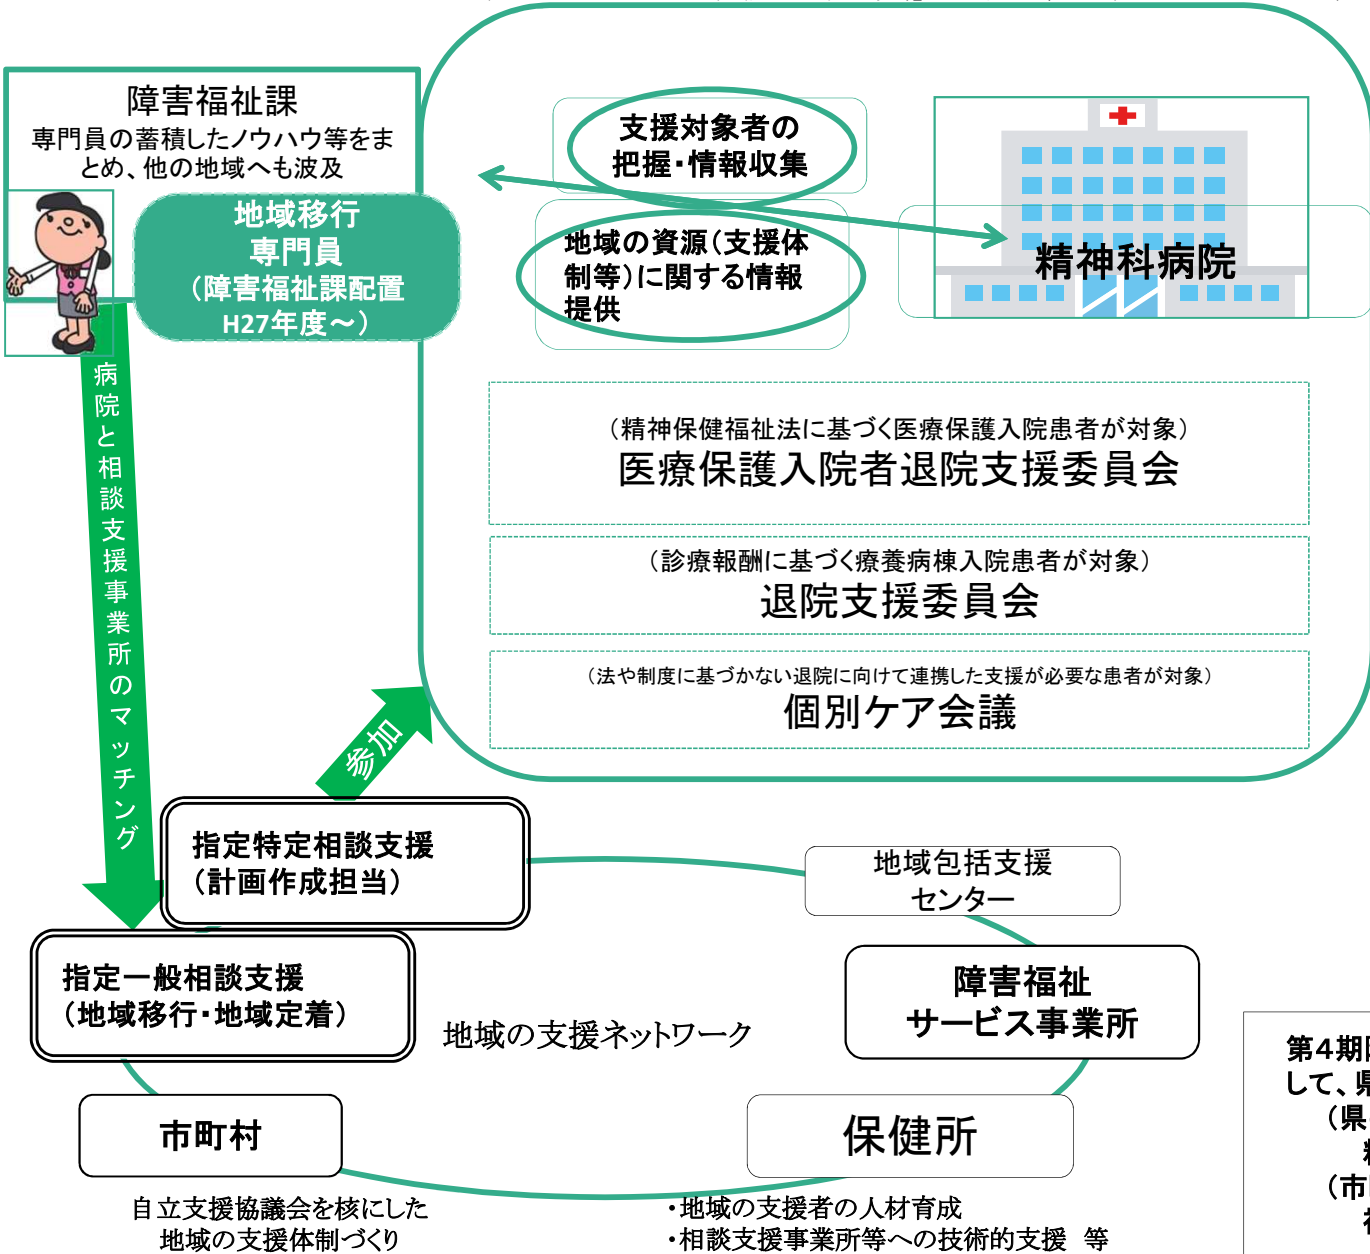 障害福祉課
専門員の蓄積したノウハウ等をま
とめ、他の地域へも波及
地域移行
専門員
（障害福祉課配置
H27年度～）
支援対象者の
把握・情報収集
地域の資源（支援体
制等）に関する情報
提供
精神科病院
（精神保健福祉法に基づく医療保護入院患者が対象）
医療保護入院者退院支援委員会
（診療報酬に基づく療養病棟入院患者が対象）
退院支援委員会
（法や制度に基づかない退院に向けて連携した支援が必要な患者が対象）
個別ケア会議
病院と相談支援事業所のマッチング
参加
指定特定相談支援
（計画作成担当）
指定一般相談支援
（地域移行・地域定着）
地域包括支援
センター
障害福祉
サービス事業所
地域の支援ネットワーク
市町村
保健所
自立支援協議会を核にした
地域の支援体制づくり
・地域の支援者の人材育成
・相談支援事業所等への技術的支援　等
第4期
して、県
（県
（市